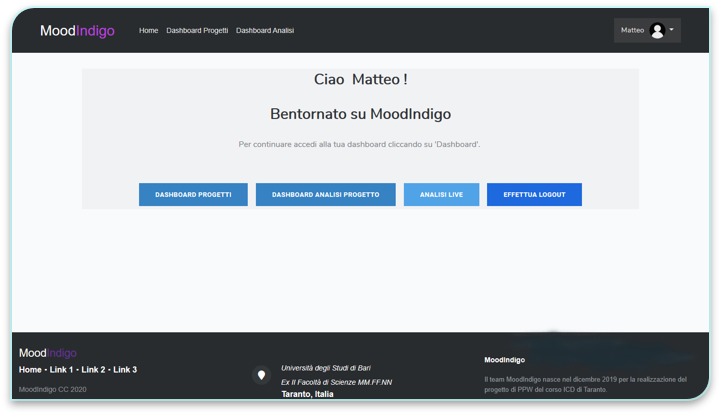 MoodIndigo Home Dashboard Progetti Dashboard Analisi Matteo
Ciao Matteo !
Bentornato su MoodIndigo
Per continuare accedi alla tua dashboard cliccando su 'Dashboard'.
DASHBOARD PROGETTI DASHBOARD ANALISI PROGETTO ANALISI LIVE EFFETTUA LOGOUT
MoodIndigo
Home · Link 1 · Link 2 · Link 3
MoodIndigo CC 2020
Università degli Studi di Bari
Ex II Facoltà di Scienze MM.FF.NN
Taranto, Italia
MoodIndigo
Il team MoodIndigo nasce nel dicembre 2019 per la realizzazione del
progetto di PPW del corso ICD di Taranto.